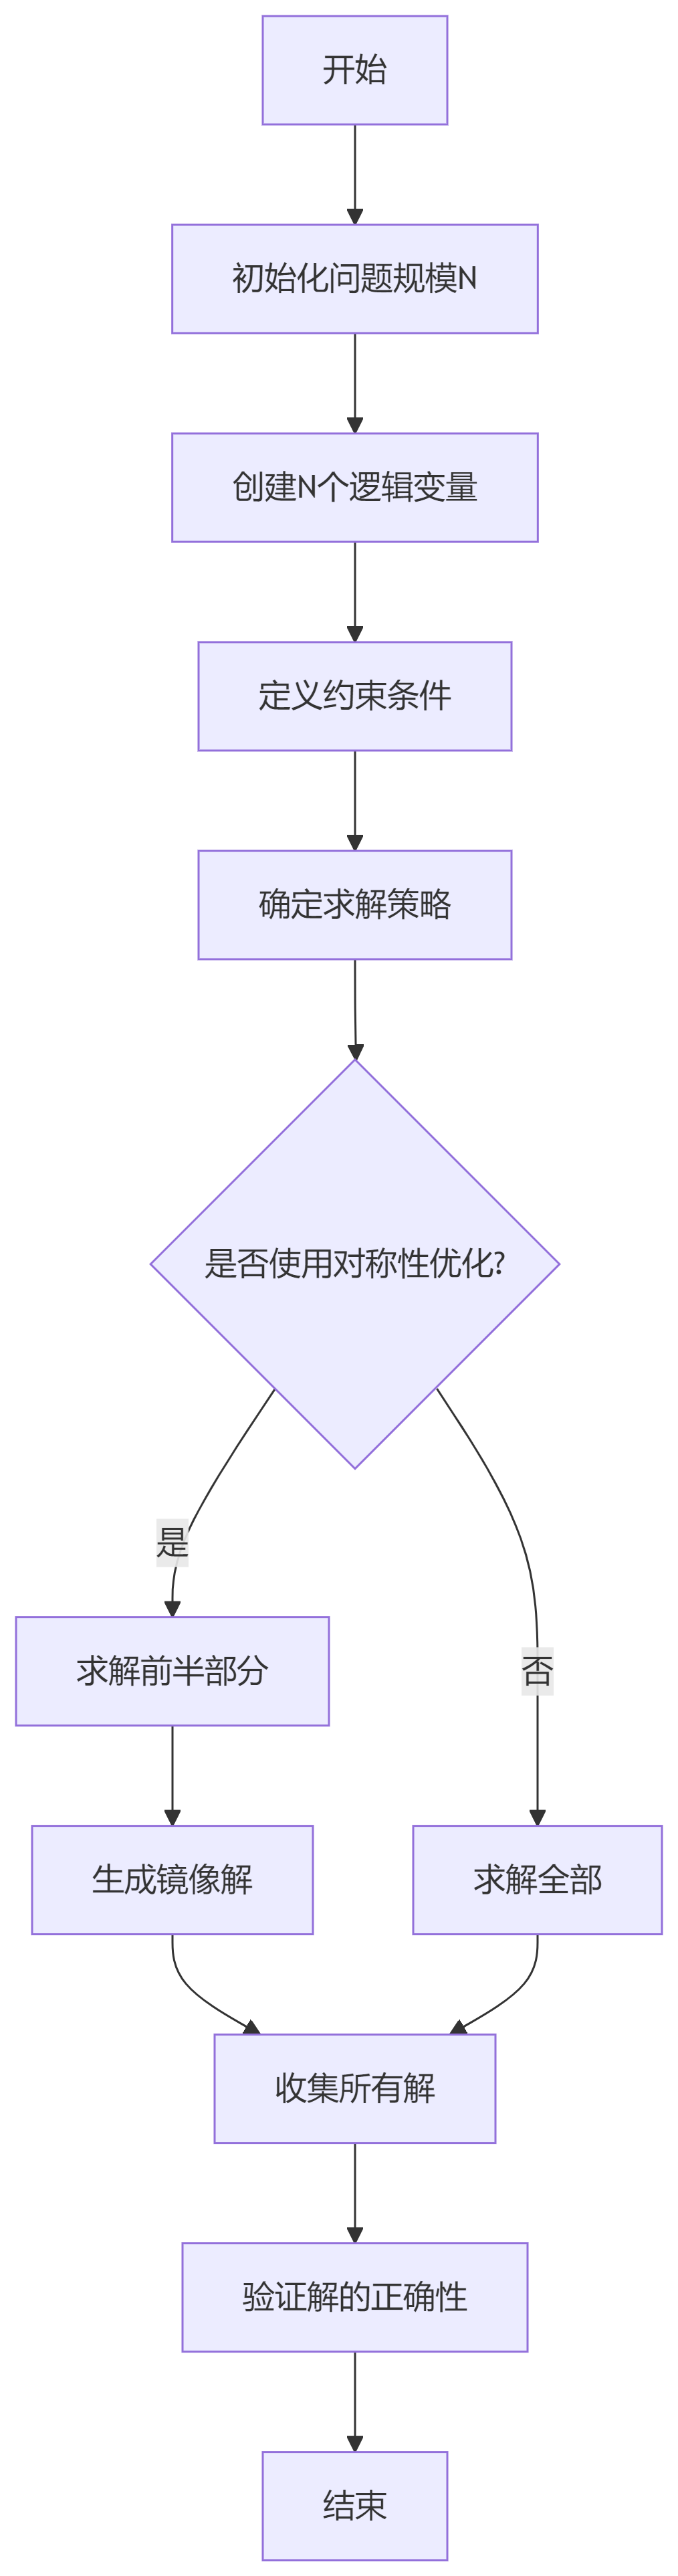 开始
初始化问题规模N
创建N个逻辑变量
定义约束条件
确定求解策略
是否使用对称性优化?
是
求解前半部分
否
生成镜像解
求解全部
收集所有解
验证解的正确性
结束